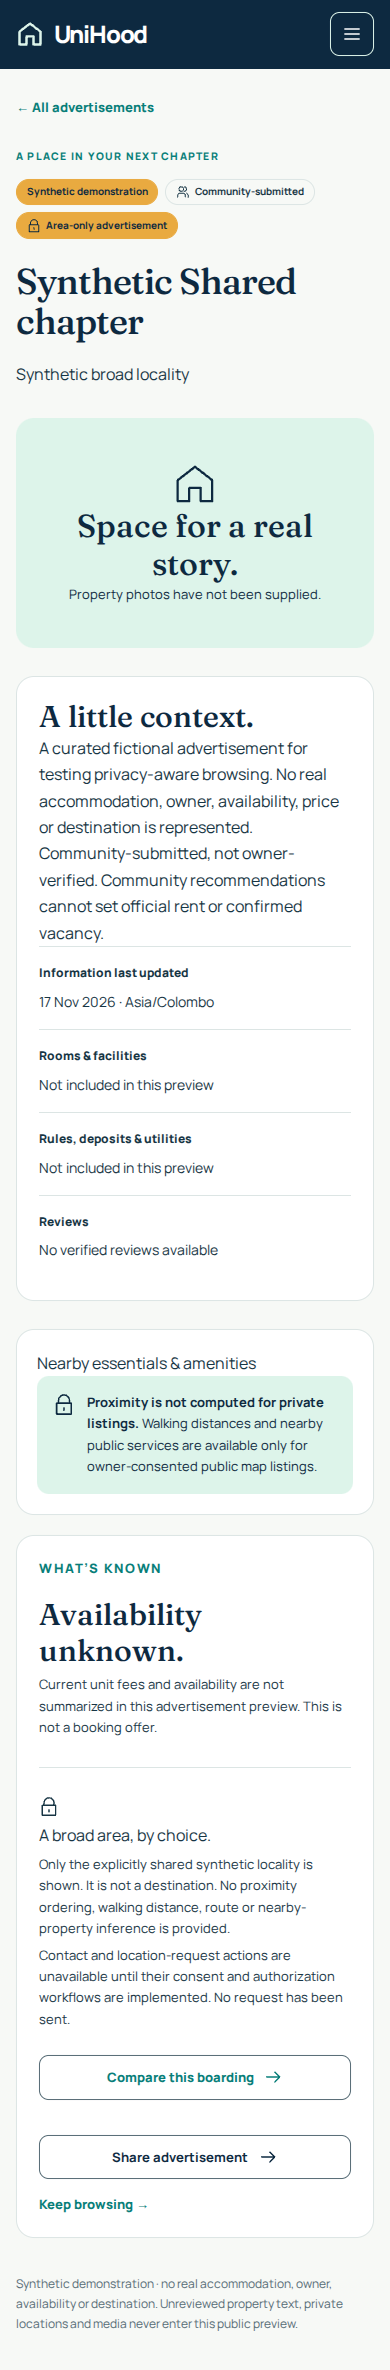 UniHood
← All advertisements
A PLACE IN YOUR NEXT CHAPTER
Synthetic demonstration
Community-submitted
Area-only advertisement
Synthetic Shared
chapter
Synthetic broad locality
Space for a real
story.
Property photos have not been supplied.
A little context.
A curated fictional advertisement for
testing privacy-aware browsing. No real
accommodation, owner, availability, price
or destination is represented.
Community-submitted, not owner-
verified. Community recommendations
cannot set official rent or confirmed
vacancy.
Information last updated
17 Nov 2026 · Asia/Colombo
Rooms & facilities
Not included in this preview
Rules, deposits & utilities
Not included in this preview
Reviews
No verified reviews available
Nearby essentials & amenities
Proximity is not computed for private
listings. Walking distances and nearby
public services are available only for
owner-consented public map listings.
WHAT'S KNOWN
Availability
unknown.
Current unit fees and availability are not
summarized in this advertisement preview. This is
not a booking offer.
A broad area, by choice.
Only the explicitly shared synthetic locality is
shown. It is not a destination. No proximity
ordering, walking distance, route or nearby-
property inference is provided.
Contact and location-request actions are
unavailable until their consent and authorization
workflows are implemented. No request has been
sent.
Compare this boarding →
Share advertisement →
Keep browsing →
Synthetic demonstration · no real accommodation, owner,
availability or destination. Unreviewed property text, private
locations and media never enter this public preview.